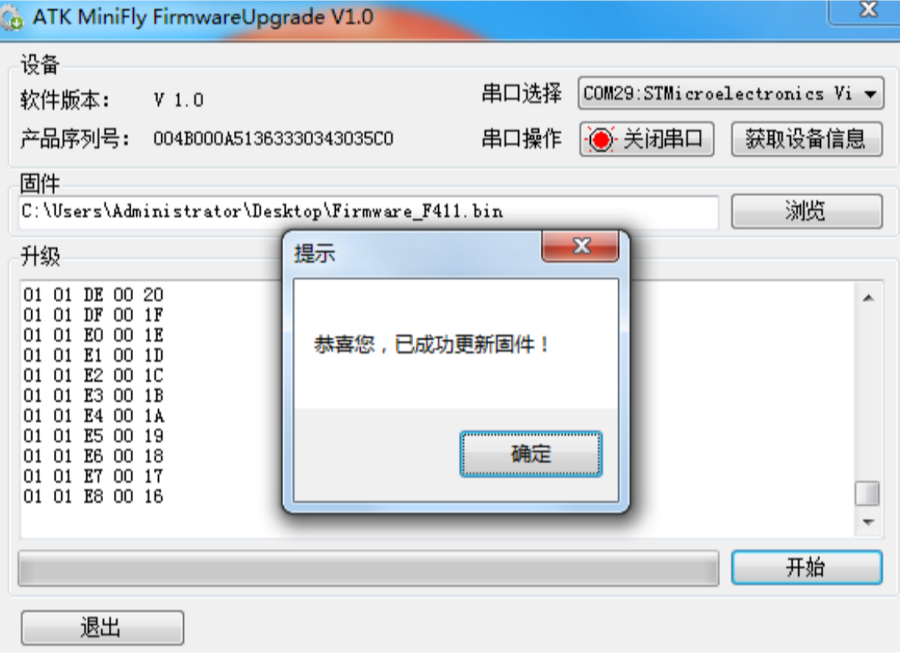 ATK MiniFly FirmwareUpgrade V1.0
设备
软件版本： V 1.0
串口选择 COM29:STMicroelectronics Vi
产品序列号： 004B000A51363330343035C0
串口操作 关闭串口 获取设备信息
固件
C:\Users\Administrator\Desktop\Firmware_F411.bin 浏览
升级
01 01 DE 00 20
01 01 DF 00 1F
01 01 E0 00 1E
01 01 E1 00 1D
01 01 E2 00 1C
01 01 E3 00 1B
01 01 E4 00 1A
01 01 E5 00 19
01 01 E6 00 18
01 01 E7 00 17
01 01 E8 00 16
提示
恭喜您，已成功更新固件！
确定
开始
退出